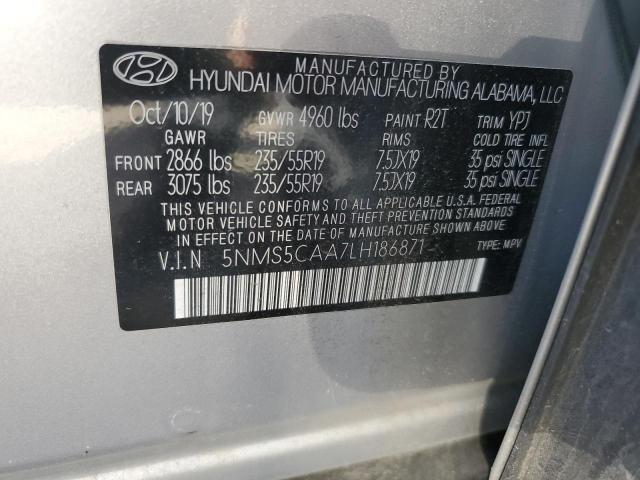 MANUFACTURED BY
HYUNDAI MOTOR MANUFACTURING ALABAMA, LLC
Oct/10/19 GVWR 4960 lbs PAINT R2T TRIM YPJ
GAWR TIRES RIMS COLD TIRE INFL
FRONT 2866 lbs 235/55R19 7.5JX19 35 psi SINGLE
REAR 3075 lbs 235/55R19 7.5JX19 35 psi SINGLE
THIS VEHICLE CONFORMS TO ALL APPLICABLE U.S.A. FEDERAL
MOTOR VEHICLE SAFETY AND THEFT PREVENTION STANDARDS
IN EFFECT ON THE DATE OF MANUFACTURE SHOWN ABOVE.
V.I.N 5NMS5CAA7LH186871 TYPE: MPV